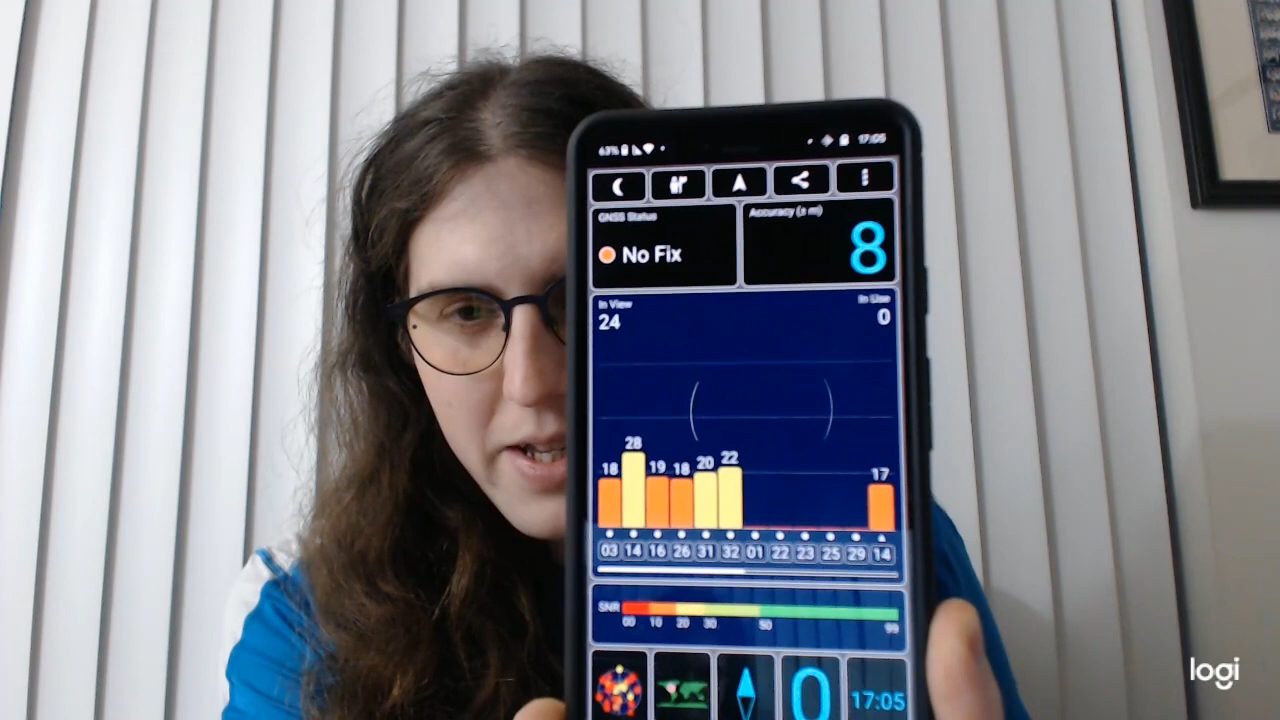 63% 17:05
GNSS Status
No Fix
Accuracy (± m)
8
In View
24
In Use
0
18 28 19 18 20 22 17
03 14 16 26 31 32 01 22 23 25 29 14
SNR
00 10 20 30 50 99
0
17:05
logi